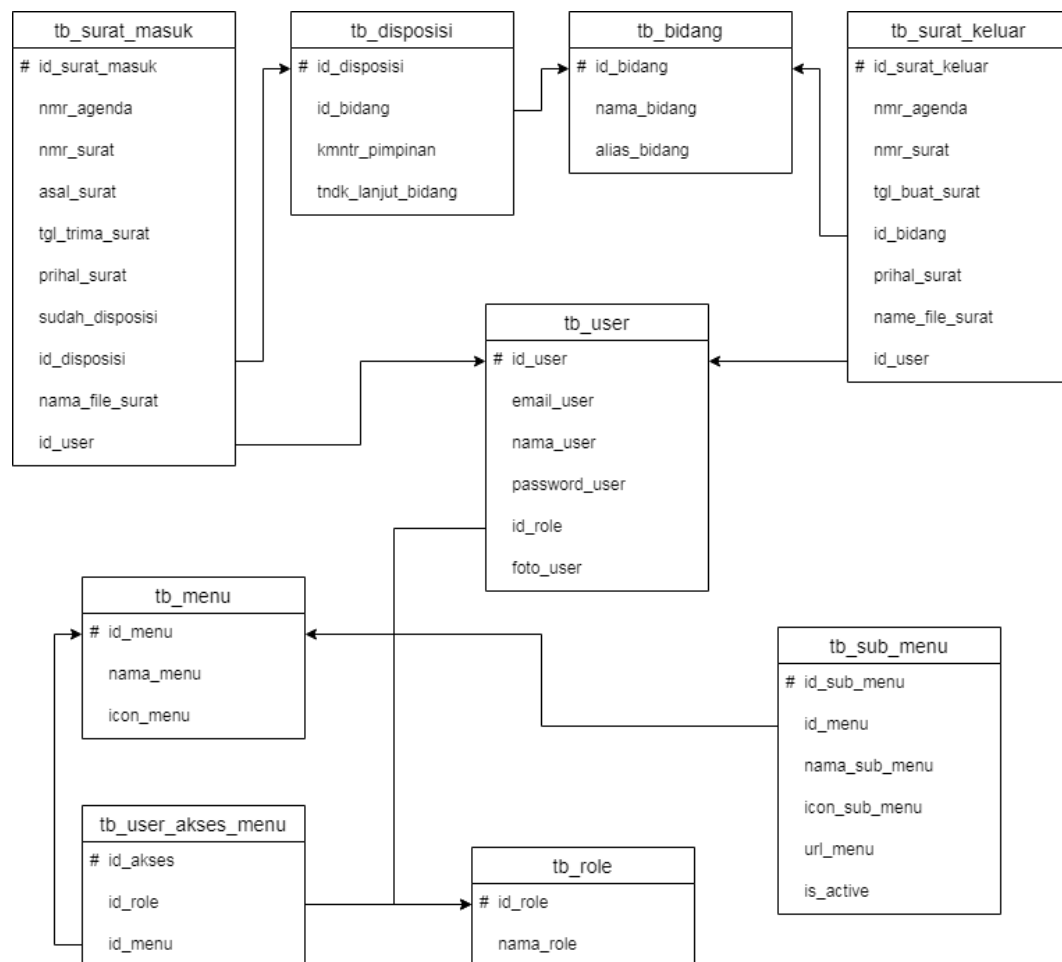 tb_surat_masuk
# id_surat_masuk
nmr_agenda
nmr_surat
asal_surat
tgl_trima_surat
prihal_surat
sudah_disposisi
id_disposisi
nama_file_surat
id_user
tb_disposisi
# id_disposisi
id_bidang
kmntr_pimpinan
tndk_lanjut_bidang
tb_bidang
# id_bidang
nama_bidang
alias_bidang
tb_surat_keluar
# id_surat_keluar
nmr_agenda
nmr_surat
tgl_buat_surat
id_bidang
prihal_surat
name_file_surat
id_user
tb_user
# id_user
email_user
nama_user
password_user
id_role
foto_user
tb_menu
# id_menu
nama_menu
icon_menu
tb_sub_menu
# id_sub_menu
id_menu
nama_sub_menu
icon_sub_menu
url_menu
is_active
tb_user_akses_menu
# id_akses
id_role
id_menu
tb_role
# id_role
nama_role